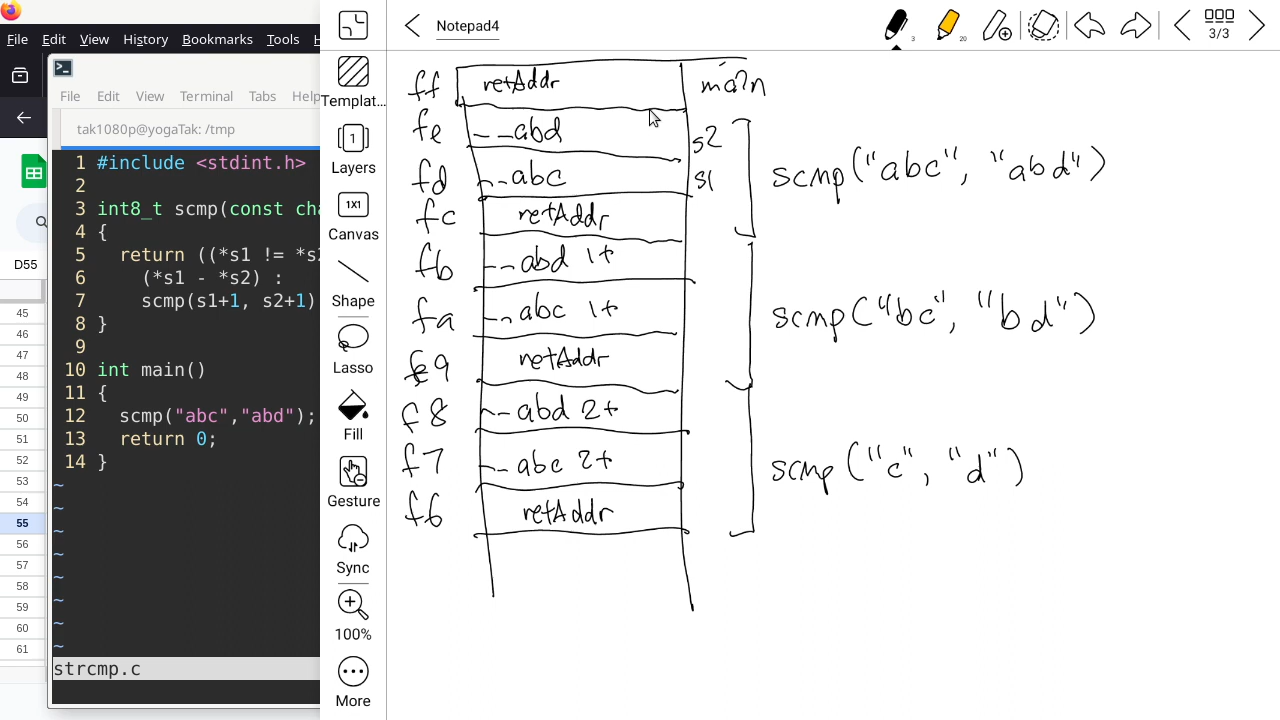 File Edit View History Bookmarks Tools H
File Edit View Terminal Tabs Help
tak1080p@yogaTak: /tmp
1 #include <stdint.h>
2
3 int8_t scmp(const cha
4 {
5 return ((*s1 != *s2
6 (*s1 - *s2) :
7 scmp(s1+1, s2+1)
8 }
9
10 int main()
11 {
12 scmp("abc","abd");
13 return 0;
14 }
~
~
~
~
~
~
~
~
strcmp.c
D55
45
46
47
48
49
50
51
52
53
54
55
56
57
58
59
60
61
Templat...
1
Layers
1X1
Canvas
Shape
Lasso
Fill
Gesture
Sync
100%
More
Notepad4
3
20
3/3
ff retAddr main
fe --abd s2
fd --abc s1
scmp("abc", "abd")
fc retAddr
fb --abd 1+
fa --abc 1+
scmp("bc", "bd")
f9 retAddr
f8 --abd 2+
f7 --abc 2+
scmp("c", "d")
f6 retAddr